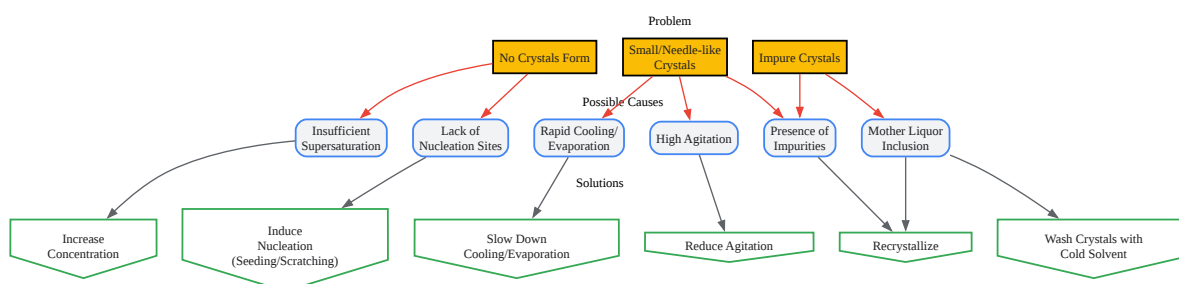 Problem
No Crystals Form
Small/Needle-like
Crystals
Impure Crystals
Possible Causes
Insufficient
Supersaturation
Lack of
Nucleation Sites
Rapid Cooling/
Evaporation
High Agitation
Presence of
Impurities
Mother Liquor
Inclusion
Solutions
Increase
Concentration
Induce
Nucleation
(Seeding/Scratching)
Slow Down
Cooling/Evaporation
Reduce Agitation
Recrystallize
Wash Crystals with
Cold Solvent